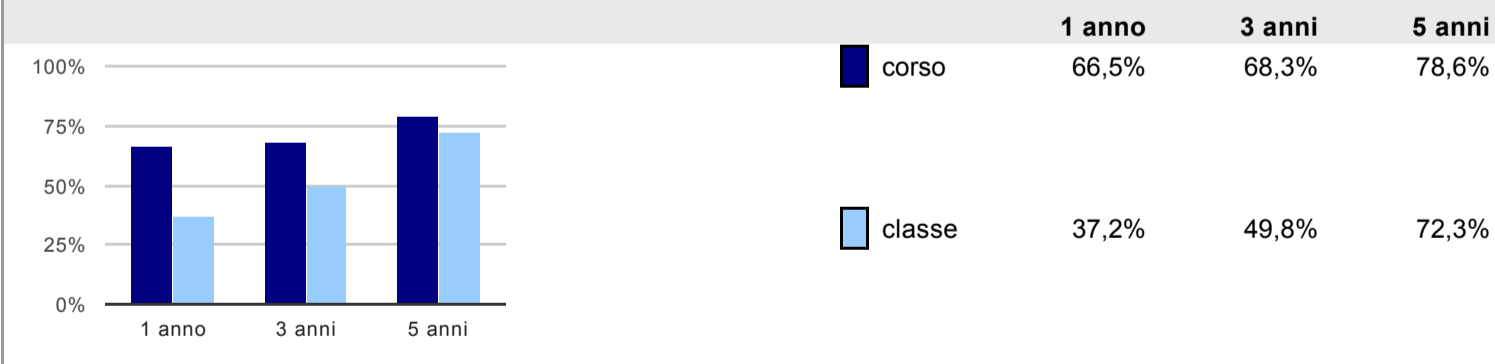 1 anno 3 anni 5 anni
100%
75%
50%
25%
0%
1 anno 3 anni 5 anni
corso 66,5% 68,3% 78,6%
classe 37,2% 49,8% 72,3%